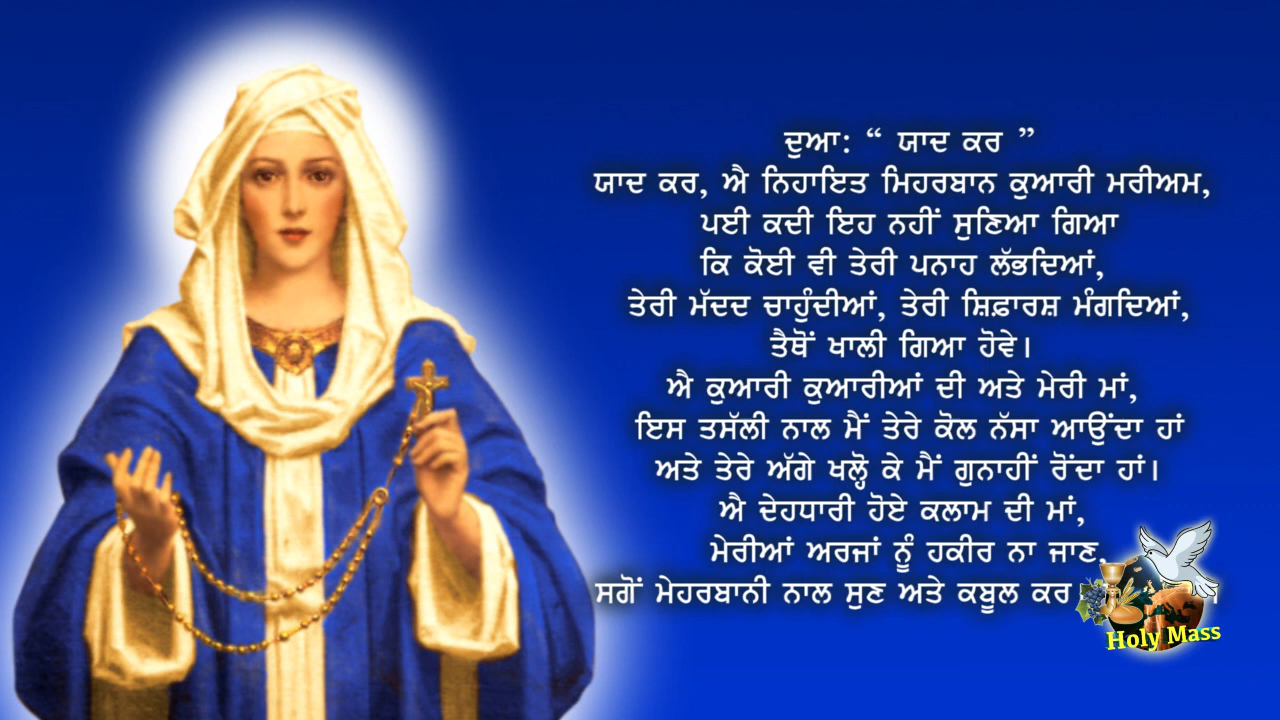 ਦੁਆ: “ ਯਾਦ ਕਰ ”
ਯਾਦ ਕਰ, ਐ ਨਿਹਾਇਤ ਮਿਹਰਬਾਨ ਕੁਆਰੀ ਮਰੀਅਮ,
ਪਈ ਕਦੀ ਇਹ ਨਹੀਂ ਸੁਣਿਆ ਗਿਆ
ਕਿ ਕੋਈ ਵੀ ਤੇਰੀ ਪਨਾਹ ਲੱਭਦਿਆਂ,
ਤੇਰੀ ਮੱਦਦ ਚਾਹੁੰਦੀਆਂ, ਤੇਰੀ ਸ਼ਿਫ਼ਾਰਸ਼ ਮੰਗਦਿਆਂ,
ਤੈਥੋਂ ਖਾਲੀ ਗਿਆ ਹੋਵੇ।
ਐ ਕੁਆਰੀ ਕੁਆਰੀਆਂ ਦੀ ਅਤੇ ਮੇਰੀ ਮਾਂ,
ਇਸ ਤਸੱਲੀ ਨਾਲ ਮੈਂ ਤੇਰੇ ਕੋਲ ਨੱਸਾ ਆਉਂਦਾ ਹਾਂ
ਅਤੇ ਤੇਰੇ ਅੱਗੇ ਖਲ੍ਹੋ ਕੇ ਮੈਂ ਗੁਨਾਹੀਂ ਰੋਂਦਾ ਹਾਂ।
ਐ ਦੇਹਧਾਰੀ ਹੋਏ ਕਲਾਮ ਦੀ ਮਾਂ,
ਮੇਰੀਆਂ ਅਰਜਾਂ ਨੂੰ ਹਕੀਰ ਨਾ ਜਾਣ,
ਸਗੋਂ ਮੇਹਰਬਾਨੀ ਨਾਲ ਸੁਣ ਅਤੇ ਕਬੂਲ ਕਰ
Holy Mass